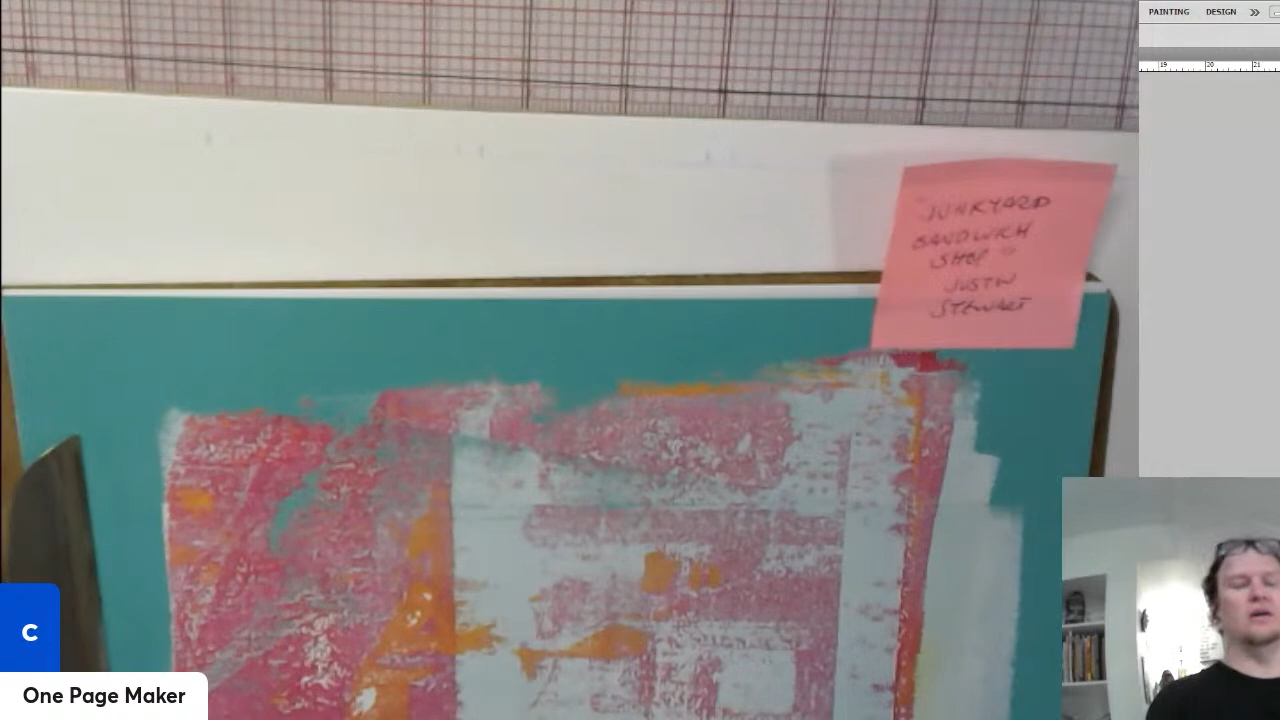 PAINTING DESIGN »
19 20 21
"JUNKYARD
SANDWICH
SHOP"
JUSTIN
STEWART
C
One Page Maker